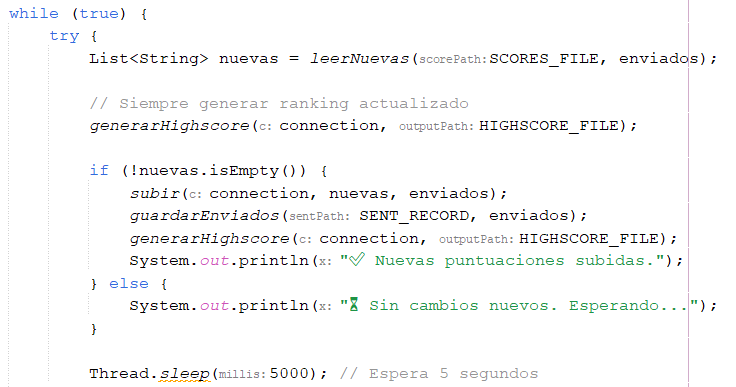 while (true) {
try {
List<String> nuevas = leerNuevas(scorePath: SCORES_FILE, enviados);
// Siempre generar ranking actualizado
generarHighscore(c: connection, outputPath: HIGHSCORE_FILE);
if (!nuevas.isEmpty()) {
subir(c: connection, nuevas, enviados);
guardarEnviados(sentPath: SENT_RECORD, enviados);
generarHighscore(c: connection, outputPath: HIGHSCORE_FILE);
System.out.println(x: "✅ Nuevas puntuaciones subidas.");
} else {
System.out.println(x: "⏳ Sin cambios nuevos. Esperando...");
}
Thread.sleep(millis: 5000); // Espera 5 segundos